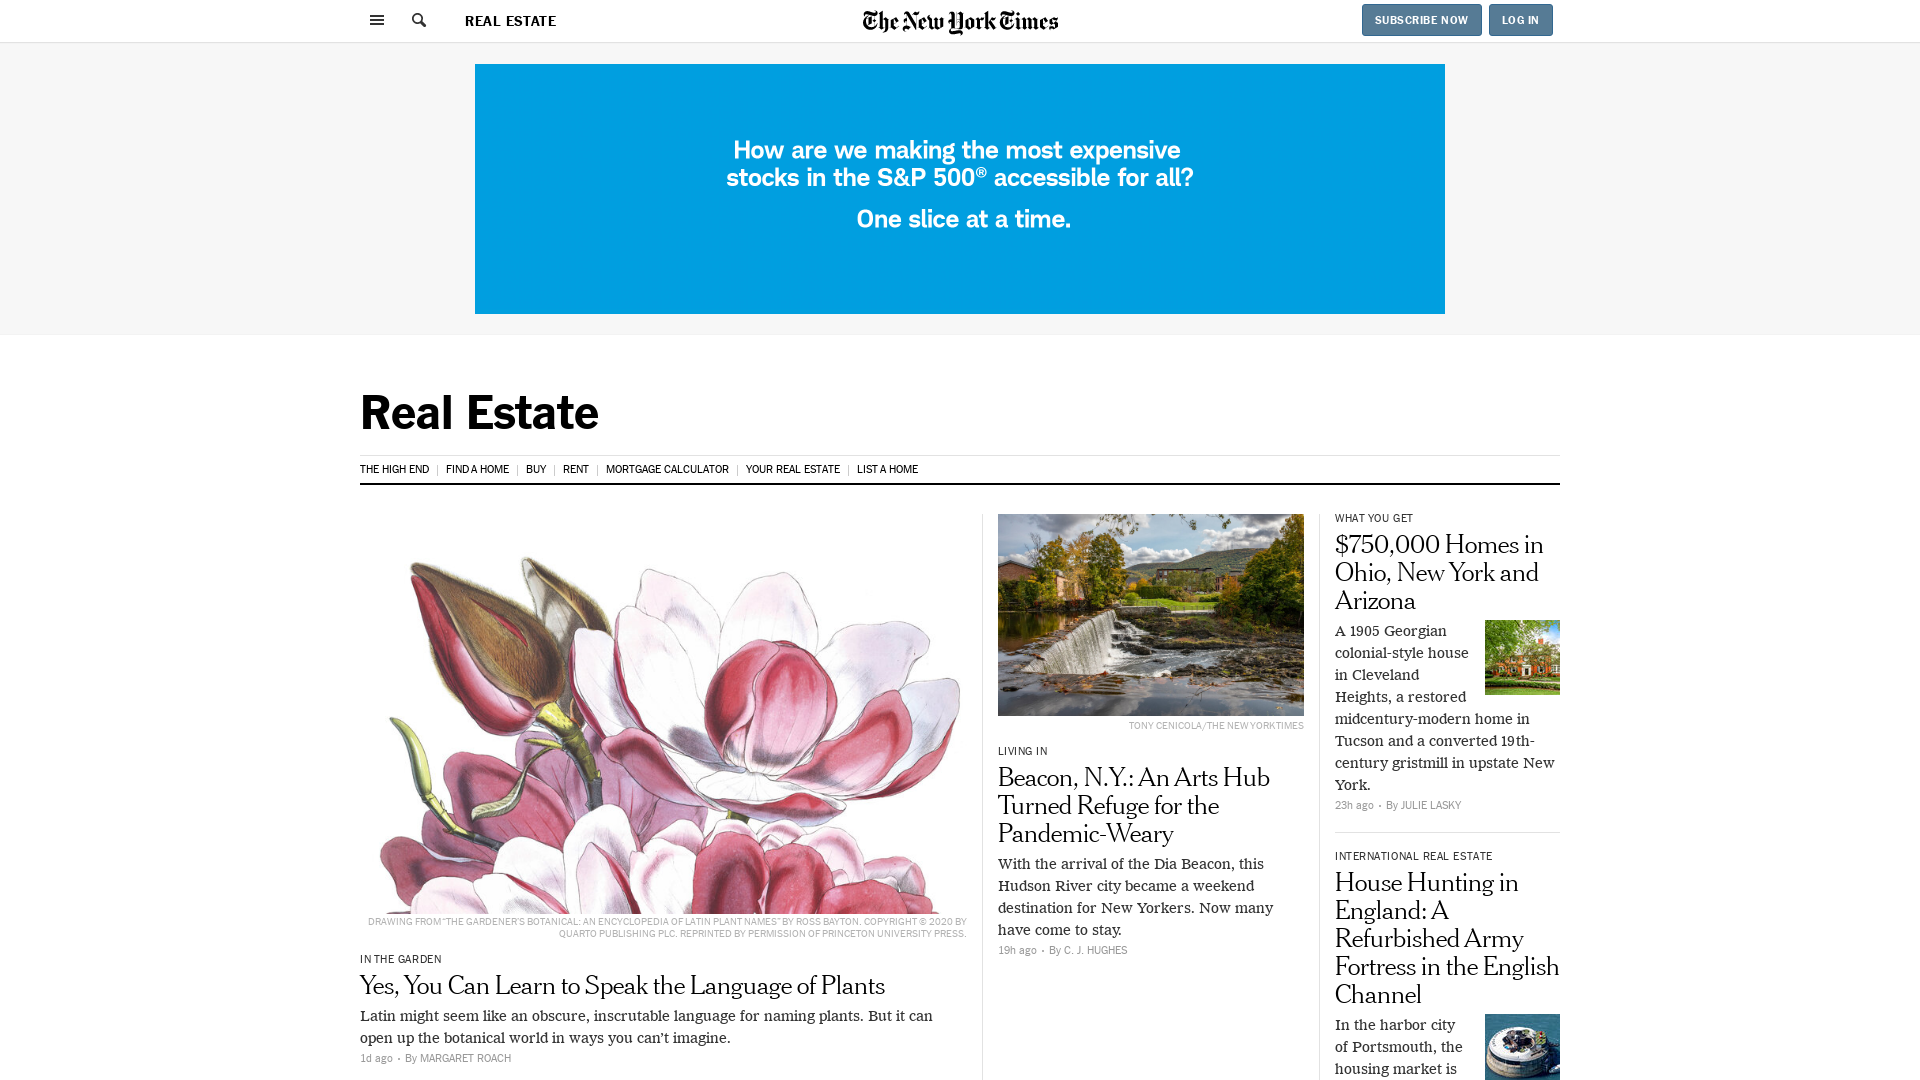 REAL ESTATE
The New York Times
SUBSCRIBE NOW
LOG IN
How are we making the most expensive
stocks in the S&P 500® accessible for all?
One slice at a time.
Real Estate
THE HIGH END
FIND A HOME
BUY
RENT
MORTGAGE CALCULATOR
YOUR REAL ESTATE
LIST A HOME
DRAWING FROM “THE GARDENER’S BOTANICAL: AN ENCYCLOPEDIA OF LATIN PLANT NAMES” BY ROSS BAYTON. COPYRIGHT © 2020 BY
QUARTO PUBLISHING PLC. REPRINTED BY PERMISSION OF PRINCETON UNIVERSITY PRESS.
IN THE GARDEN
Yes, You Can Learn to Speak the Language of Plants
Latin might seem like an obscure, inscrutable language for naming plants. But it can
open up the botanical world in ways you can’t imagine.
1d ago • By MARGARET ROACH
TONY CENICOLA/THE NEW YORK TIMES
LIVING IN
Beacon, N.Y.: An Arts Hub
Turned Refuge for the
Pandemic-Weary
With the arrival of the Dia Beacon, this
Hudson River city became a weekend
destination for New Yorkers. Now many
have come to stay.
19h ago • By C. J. HUGHES
WHAT YOU GET
$750,000 Homes in
Ohio, New York and
Arizona
A 1905 Georgian
colonial-style house
in Cleveland
Heights, a restored
midcentury-modern home in
Tucson and a converted 19th-
century gristmill in upstate New
York.
23h ago • By JULIE LASKY
INTERNATIONAL REAL ESTATE
House Hunting in
England: A
Refurbished Army
Fortress in the English
Channel
In the harbor city
of Portsmouth, the
housing market is